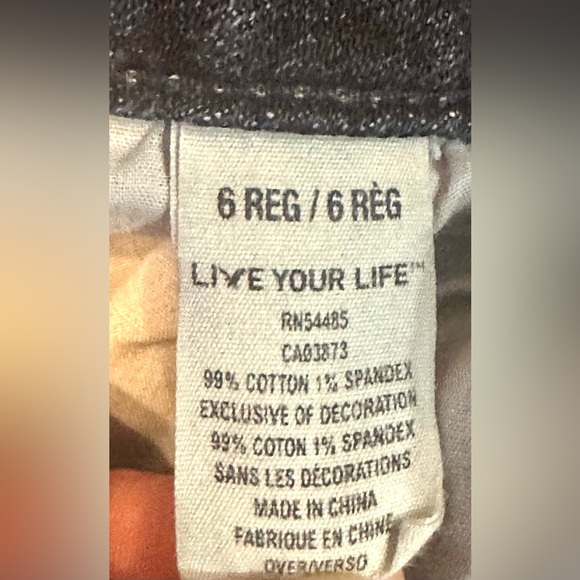 6 REG / 6 RÈG
LIVE YOUR LIFE™
RN54485
CA03873
99% COTTON 1% SPANDEX
EXCLUSIVE OF DECORATION
99% COTON 1% SPANDEX
SANS LES DÉCORATIONS
MADE IN CHINA
FABRIQUE EN CHINE
OVER/VERSO